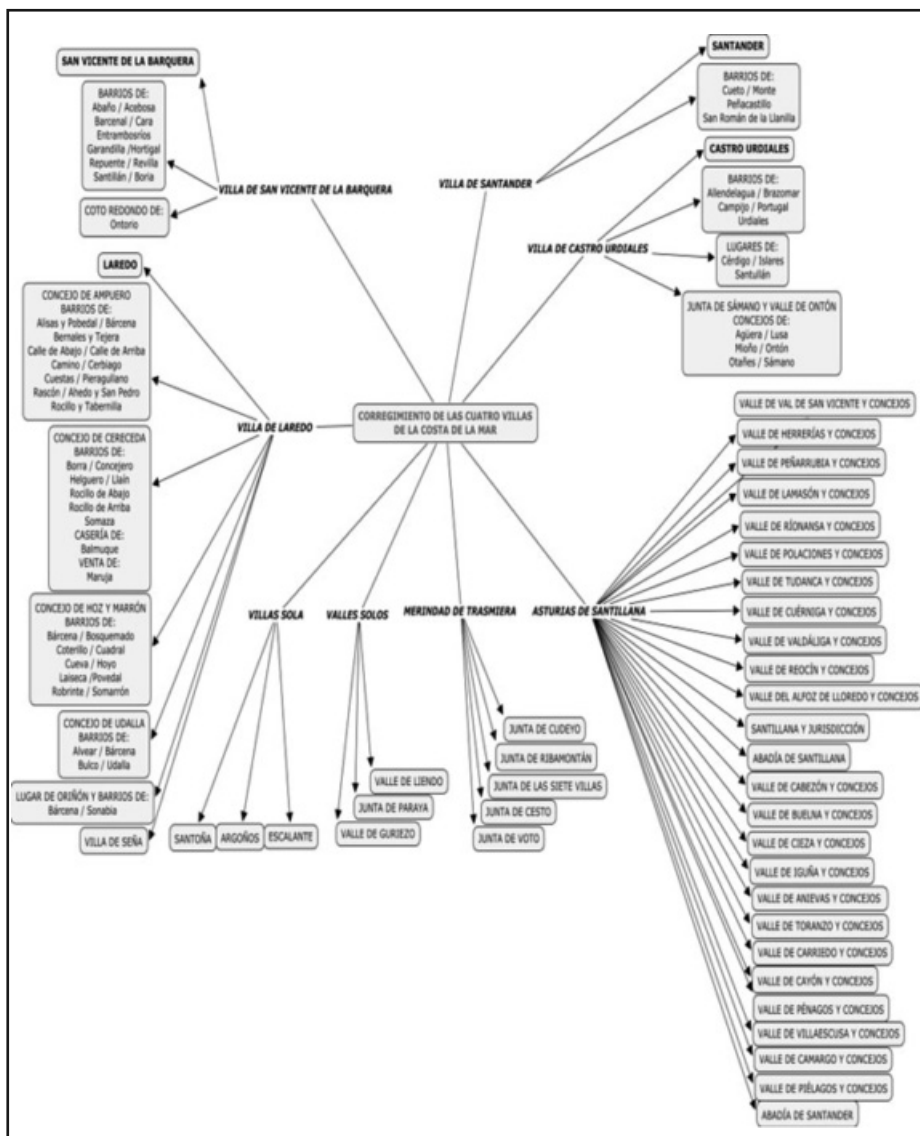 SAN VICENTE DE LA BARQUERA
BARRIOS DE:
Abaño / Acebosa
Barcenal / Cara
Entrambosríos
Garandilla /Hortigal
Repuente / Revilla
Santillán / Boria
COTO REDONDO DE:
Ontorio
VILLA DE SAN VICENTE DE LA BARQUERA
SANTANDER
BARRIOS DE:
Cueto / Monte
Peñacastillo
San Román de la Llanilla
VILLA DE SANTANDER
CASTRO URDIALES
BARRIOS DE:
Allendelagua / Brazomar
Campijo / Portugal
Urdiales
VILLA DE CASTRO URDIALES
LUGARES DE:
Cérdigo / Islares
Santullán
JUNTA DE SÁMANO Y VALLE DE ONTÓN
CONCEJOS DE:
Agüera / Lusa
Mioño / Ontón
Otañes / Sámano
LAREDO
CONCEJO DE AMPUERO
BARRIOS DE:
Alisas y Pobedal / Bárcena
Bernales y Tejera
Calle de Abajo / Calle de Arriba
Camino / Cerbiago
Cuestas / Pieragullano
Rascón / Ahedo y San Pedro
Rocillo y Tabernilla
VILLA DE LAREDO
CONCEJO DE CERECEDA
BARRIOS DE:
Borra / Concejero
Helguero / Llaín
Rocillo de Abajo
Rocillo de Arriba
Somaza
CASERÍA DE:
Balmuque
VENTA DE:
Maruja
CONCEJO DE HOZ Y MARRÓN
BARRIOS DE:
Bárcena / Bosquemado
Coterillo / Cuadral
Cueva / Hoyo
Laiseca /Povedal
Robrinte / Somarrón
CONCEJO DE UDALLA
BARRIOS DE:
Alvear / Bárcena
Bulco / Udalla
LUGAR DE ORIÑÓN Y BARRIOS DE:
Bárcena / Sonabia
VILLA DE SEÑA
CORREGIMIENTO DE LAS CUATRO VILLAS
DE LA COSTA DE LA MAR
VILLAS SOLA
SANTOÑA
ARGOÑOS
ESCALANTE
VALLES SOLOS
VALLE DE LIENDO
JUNTA DE PARAYA
VALLE DE GURIEZO
MERINDAD DE TRASMIERA
JUNTA DE CUDEYO
JUNTA DE RIBAMONTÁN
JUNTA DE LAS SIETE VILLAS
JUNTA DE CESTO
JUNTA DE VOTO
ASTURIAS DE SANTILLANA
VALLE DE VAL DE SAN VICENTE Y CONCEJOS
VALLE DE HERRERÍAS Y CONCEJOS
VALLE DE PEÑARRUBIA Y CONCEJOS
VALLE DE LAMASÓN Y CONCEJOS
VALLE DE RÍONANSA Y CONCEJOS
VALLE DE POLACIONES Y CONCEJOS
VALLE DE TUDANCA Y CONCEJOS
VALLE DE CUÉRNIGA Y CONCEJOS
VALLE DE VALDÁLIGA Y CONCEJOS
VALLE DE REOCÍN Y CONCEJOS
VALLE DEL ALFOZ DE LLOREDO Y CONCEJOS
SANTILLANA Y JURISDICCIÓN
ABADÍA DE SANTILLANA
VALLE DE CABEZÓN Y CONCEJOS
VALLE DE BUELNA Y CONCEJOS
VALLE DE CIEZA Y CONCEJOS
VALLE DE IGUÑA Y CONCEJOS
VALLE DE ANIEVAS Y CONCEJOS
VALLE DE TORANZO Y CONCEJOS
VALLE DE CARRIEDO Y CONCEJOS
VALLE DE CAYÓN Y CONCEJOS
VALLE DE PÉNAGOS Y CONCEJOS
VALLE DE VILLAESCUSA Y CONCEJOS
VALLE DE CAMARGO Y CONCEJOS
VALLE DE PIÉLAGOS Y CONCEJOS
ABADÍA DE SANTANDER